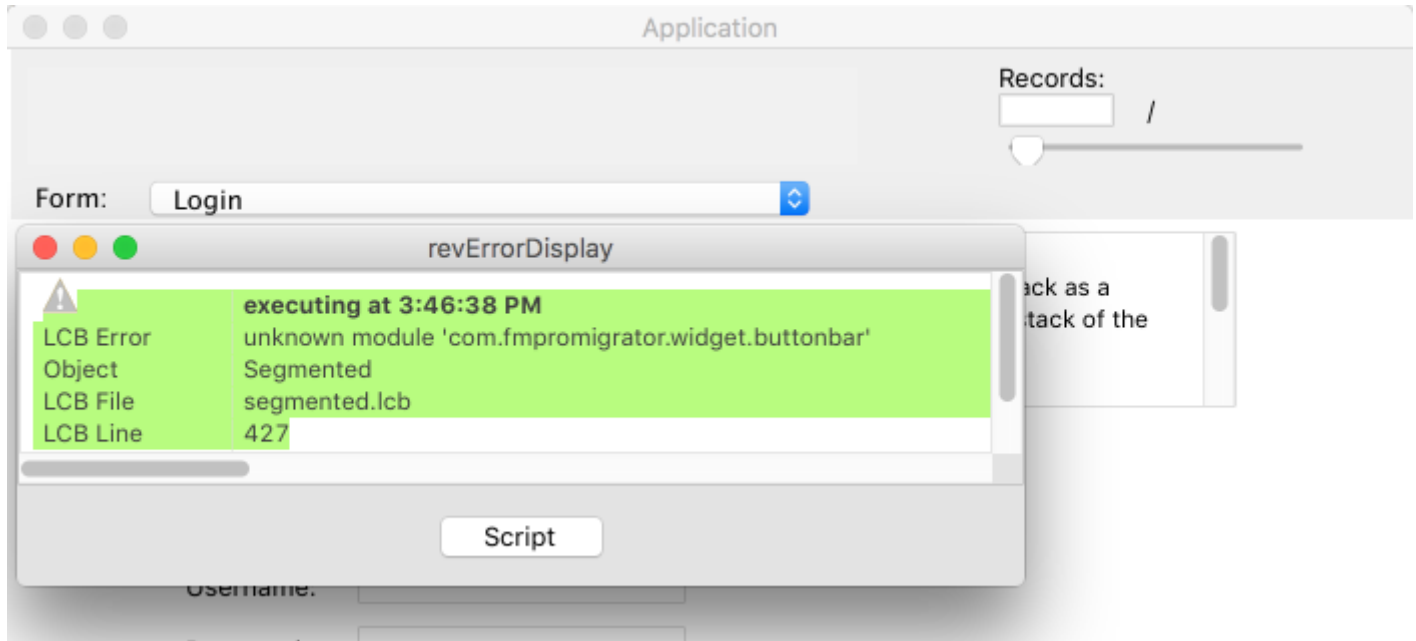 Application
Records:
/
Form: Login
revErrorDisplay
executing at 3:46:38 PM
LCB Error unknown module 'com.fmpromigrator.widget.buttonbar'
Object Segmented
LCB File segmented.lcb
LCB Line 427
ack as a
stack of the
Script
Username: